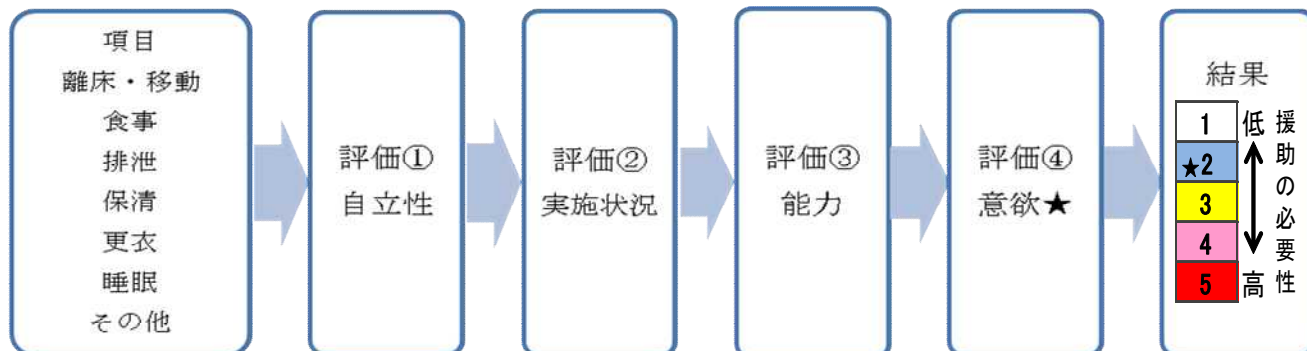 項目
離床・移動
食事
排泄
保清
更衣
睡眠
その他
評価①
自立性
評価②
実施状況
評価③
能力
評価④
意欲★
結果
1
★2
3
4
5
低
高
援助の必要性